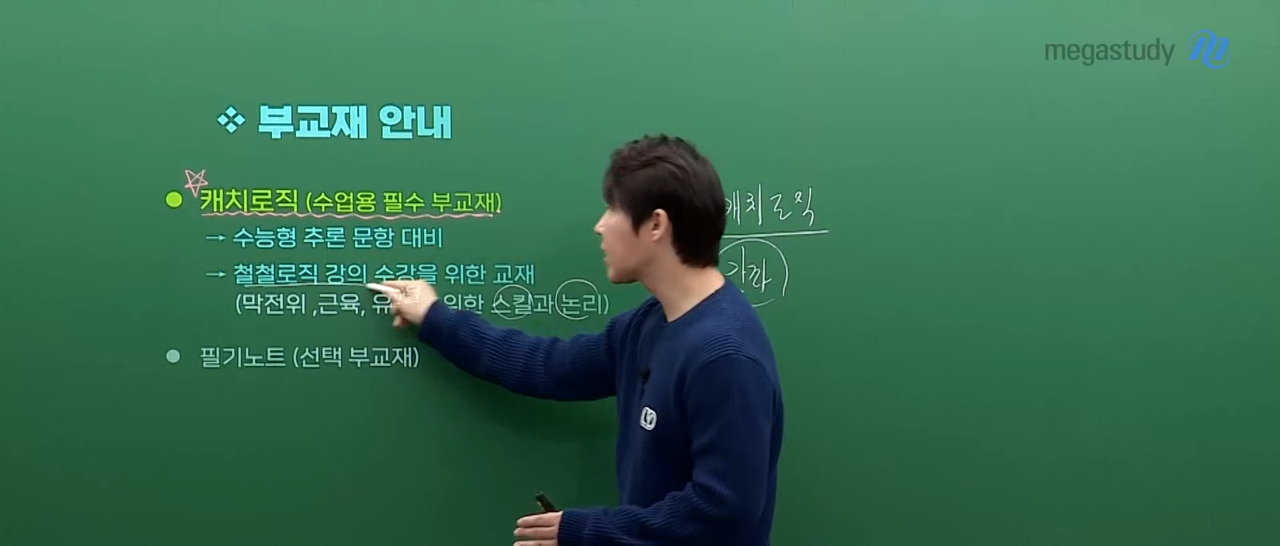 megastudy M
❖ 부교재 안내
● 캐치로직 (수업용 필수 부교재)
→ 수능형 추론 문항 대비
→ 철철로직 강의 수강을 위한 교재
(막전위 ,근육, 유 위한 스킬과 논리)
● 필기노트 (선택 부교재)
캐치로직